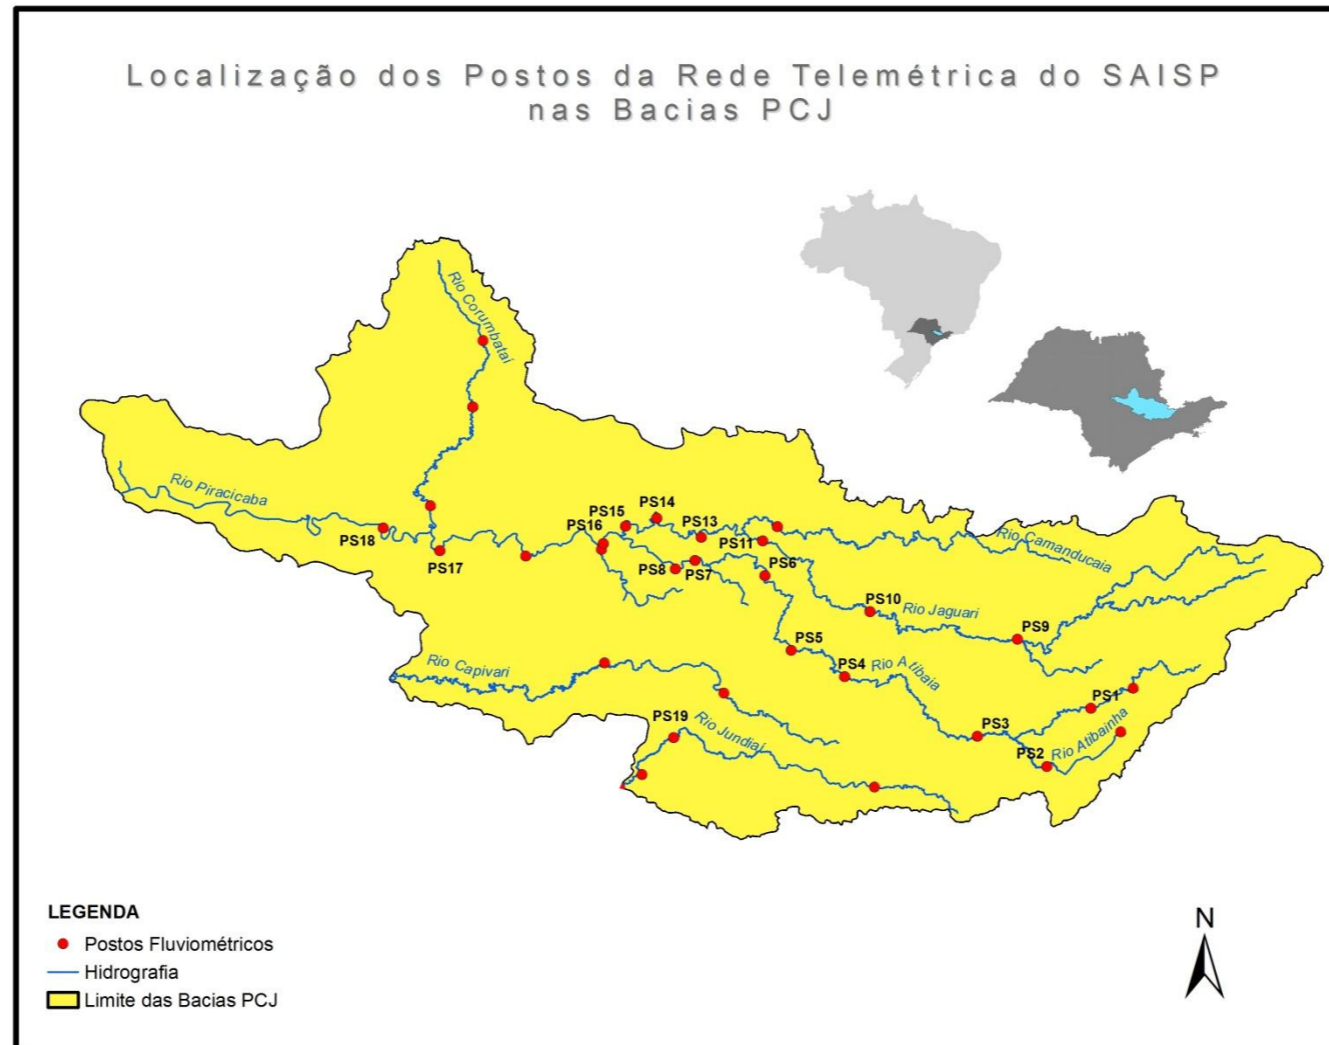 Localização dos Postos da Rede Telemétrica do SAISP
nas Bacias PCJ
Rio Corumbataí
Rio Piracicaba
PS18
PS17
PS16
PS15
PS14
PS13
PS11
PS8
PS7
PS6
Rio Camanducaia
PS10
Rio Jaguari
PS9
PS5
PS4
Rio Atibaia
Rio Capivari
PS19
Rio Jundiaí
PS3
PS1
PS2
Rio Atibainha
LEGENDA
Postos Fluviométricos
Hidrografia
Limite das Bacias PCJ
N